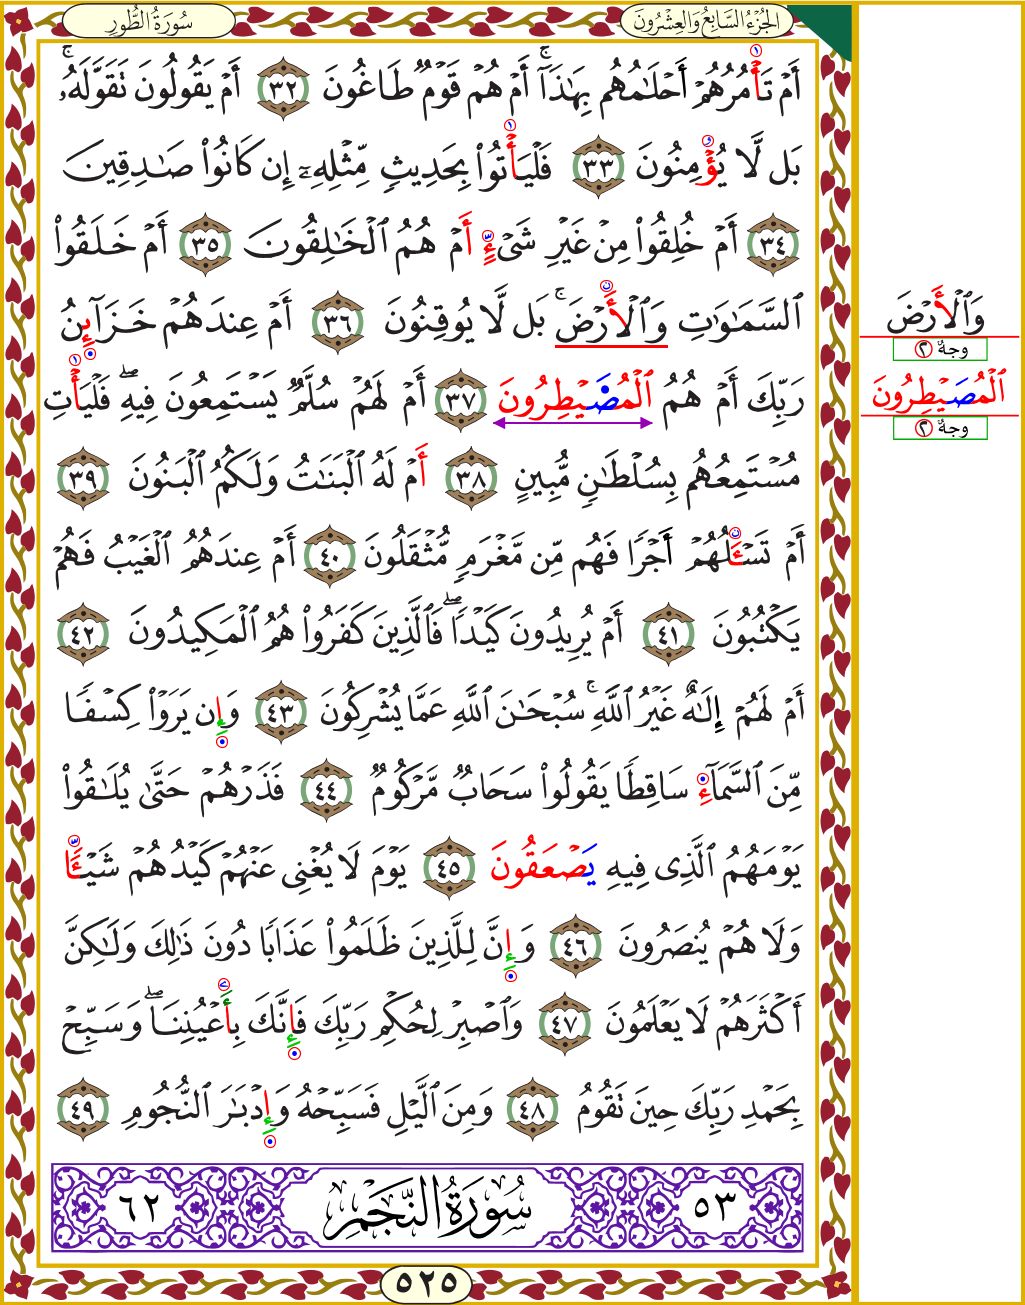 الجُزْءُ السَّابِعُ وَالعِشْرُونَ
سُورَةُ الطُّورِ
أَمۡ تَأۡمُرُهُمۡ أَحۡلَٰمُهُم بِهَٰذَآۚ أَمۡ هُمۡ قَوۡمٞ طَاغُونَ ٣٢ أَمۡ يَقُولُونَ تَقَوَّلَهُۥۚ
بَل لَّا يُؤۡمِنُونَ ٣٣ فَلۡيَأۡتُواْ بِحَدِيثٖ مِّثۡلِهِۦٓ إِن كَانُواْ صَٰدِقِينَ
٣٤ أَمۡ خُلِقُواْ مِنۡ غَيۡرِ شَيۡءٍ أَمۡ هُمُ ٱلۡخَٰلِقُونَ ٣٥ أَمۡ خَلَقُواْ
ٱلسَّمَٰوَٰتِ وَٱلۡأَرۡضَۚ بَل لَّا يُوقِنُونَ ٣٦ أَمۡ عِندَهُمۡ خَزَآئِنُ
رَبِّكَ أَمۡ هُمُ ٱلۡمُصَۜيۡطِرُونَ ٣٧ أَمۡ لَهُمۡ سُلَّمٞ يَسۡتَمِعُونَ فِيهِۖ فَلۡيَأۡتِ
مُسۡتَمِعُهُم بِسُلۡطَٰنٖ مُّبِينٍ ٣٨ أَمۡ لَهُ ٱلۡبَنَٰتُ وَلَكُمُ ٱلۡبَنُونَ ٣٩
أَمۡ تَسۡـَٔلُهُمۡ أَجۡرٗا فَهُم مِّن مَّغۡرَمٖ مُّثۡقَلُونَ ٤٠ أَمۡ عِندَهُمُ ٱلۡغَيۡبُ فَهُمۡ
يَكۡتُبُونَ ٤١ أَمۡ يُرِيدُونَ كَيۡدٗاۖ فَٱلَّذِينَ كَفَرُواْ هُمُ ٱلۡمَكِيدُونَ ٤٢
أَمۡ لَهُمۡ إِلَٰهٌ غَيۡرُ ٱللَّهِۚ سُبۡحَٰنَ ٱللَّهِ عَمَّا يُشۡرِكُونَ ٤٣ وَإِن يَرَوۡاْ كِسۡفٗا
مِّنَ ٱلسَّمَآءِ سَاقِطٗا يَقُولُواْ سَحَابٞ مَّرۡكُومٞ ٤٤ فَذَرۡهُمۡ حَتَّىٰ يُلَٰقُواْ
يَوۡمَهُمُ ٱلَّذِي فِيهِ يَصۡعَقُونَ ٤٥ يَوۡمَ لَا يُغۡنِي عَنۡهُمۡ كَيۡدُهُمۡ شَيۡـٔٗا
وَلَا هُمۡ يُنصَرُونَ ٤٦ وَإِنَّ لِلَّذِينَ ظَلَمُواْ عَذَابٗا دُونَ ذَٰلِكَ وَلَٰكِنَّ
أَكۡثَرَهُمۡ لَا يَعۡلَمُونَ ٤٧ وَٱصۡبِرۡ لِحُكۡمِ رَبِّكَ فَإِنَّكَ بِأَعۡيُنِنَاۖ وَسَبِّحۡ
بِحَمۡدِ رَبِّكَ حِينَ تَقُومُ ٤٨ وَمِنَ ٱلَّيۡلِ فَسَبِّحۡهُ وَإِدۡبَٰرَ ٱلنُّجُومِ ٤٩
٥٣ سُورَةُ النَّجۡمِ ٦٢
٥٢٥
وَٱلۡأَرۡضَ
وجهٌ ٢
ٱلۡمُصَيۡطِرُونَ
وجهٌ ٢